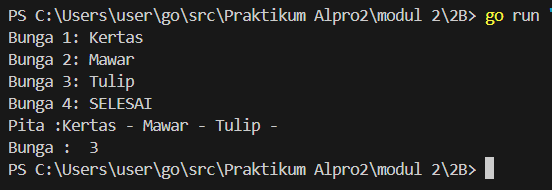 PS C:\Users\user\go\src\Praktikum Alpro2\modul 2\2B> go run
Bunga 1: Kertas
Bunga 2: Mawar
Bunga 3: Tulip
Bunga 4: SELESAI
Pita :Kertas - Mawar - Tulip -
Bunga :  3
PS C:\Users\user\go\src\Praktikum Alpro2\modul 2\2B>